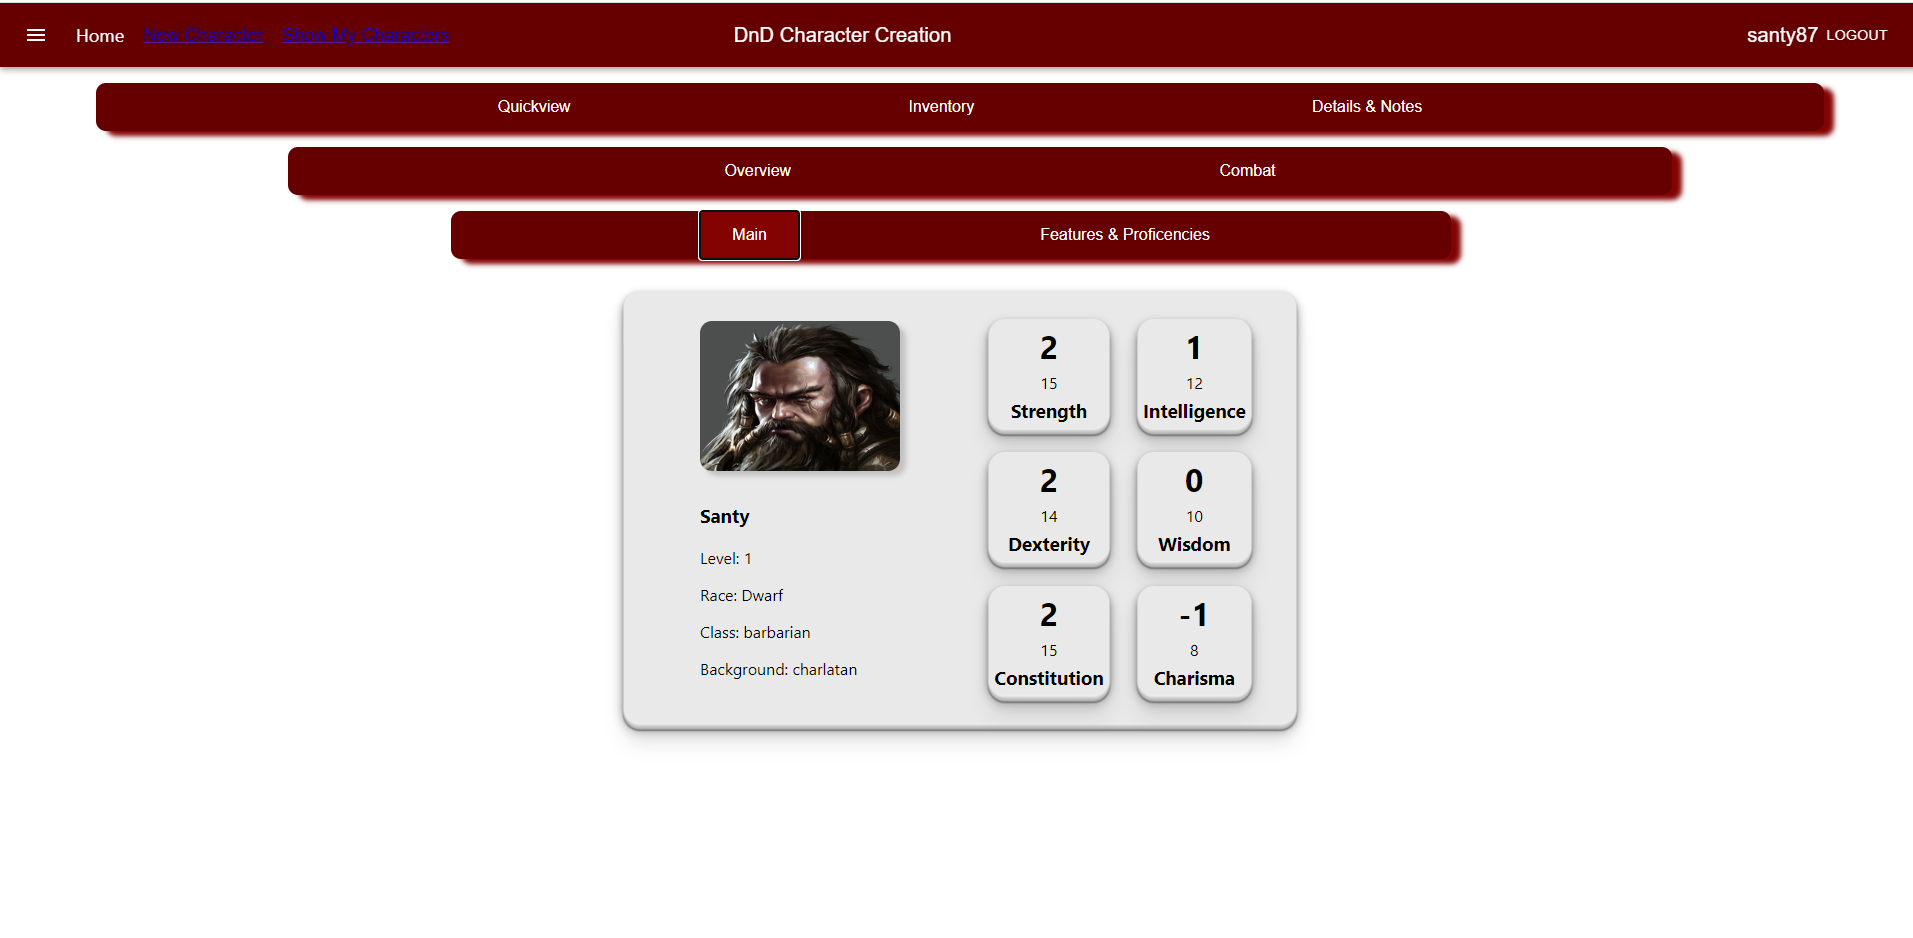 Home New Character Show My Characters DnD Character Creation santy87 LOGOUT
Quickview Inventory Details & Notes
Overview Combat
Main Features & Proficencies
2
15
Strength
1
12
Intelligence
2
14
Dexterity
0
10
Wisdom
2
15
Constitution
-1
8
Charisma
Santy
Level: 1
Race: Dwarf
Class: barbarian
Background: charlatan